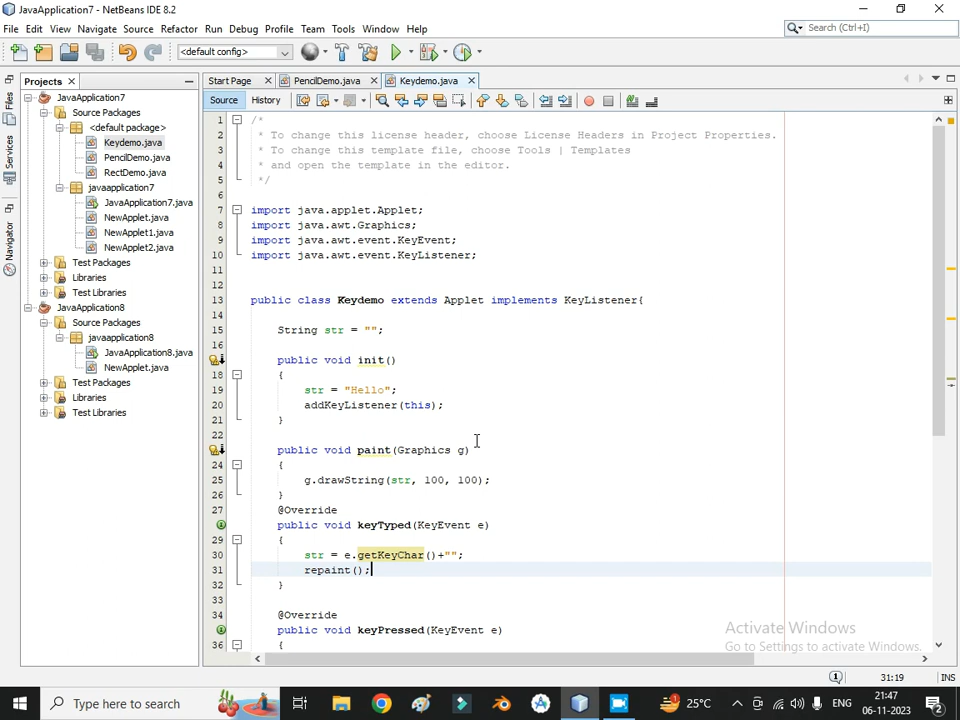 JavaApplication7 - NetBeans IDE 8.2
File Edit View Navigate Source Refactor Run Debug Profile Team Tools Window Help
Search (Ctrl+I)
<default config>
Projects
Start Page
PencilDemo.java
Keydemo.java
Source History
Files
Services
Navigator
JavaApplication7
Source Packages
<default package>
Keydemo.java
PencilDemo.java
RectDemo.java
javaapplication7
JavaApplication7.java
NewApplet.java
NewApplet1.java
NewApplet2.java
Test Packages
Libraries
Test Libraries
JavaApplication8
Source Packages
javaapplication8
JavaApplication8.java
NewApplet.java
Test Packages
Libraries
Test Libraries
1 /*
2 * To change this license header, choose License Headers in Project Properties.
3 * To change this template file, choose Tools | Templates
4 * and open the template in the editor.
5 */
6
7 import java.applet.Applet;
8 import java.awt.Graphics;
9 import java.awt.event.KeyEvent;
10 import java.awt.event.KeyListener;
11
12
13 public class Keydemo extends Applet implements KeyListener{
14
15 String str = "";
16
public void init()
18 {
19 str = "Hello";
20 addKeyListener(this);
21 }
22
public void paint(Graphics g)
24 {
25 g.drawString(str, 100, 100);
26 }
27 @Override
public void keyTyped(KeyEvent e)
29 {
30 str = e.getKeyChar()+"";
31 repaint();
32 }
33
34 @Override
public void keyPressed(KeyEvent e)
36 {
Activate Windows
Go to Settings to activate Windows.
1
31:19
INS
Type here to search
25°C
ENG
21:47
06-11-2023
2